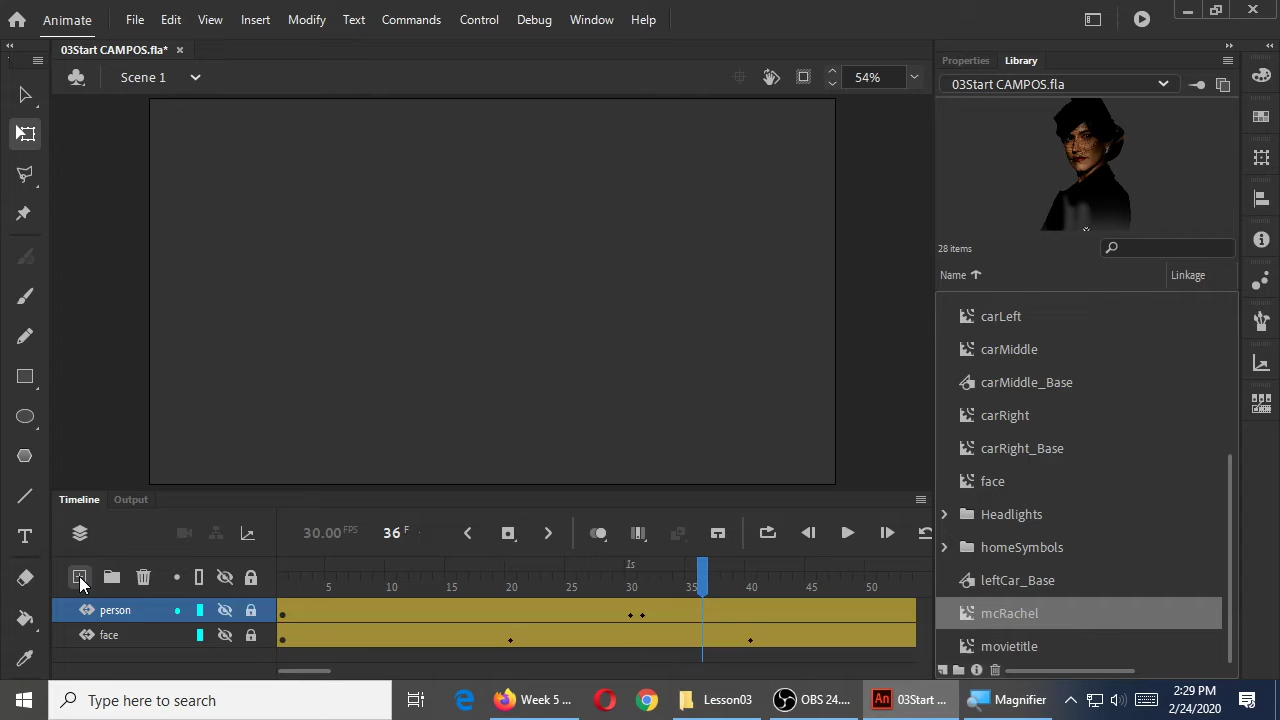 Animate File Edit View Insert Modify Text Commands Control Debug Window Help
03Start CAMPOS.fla* ×
Scene 1 54%
Properties Library
03Start CAMPOS.fla
28 items
Name Linkage
carLeft
carMiddle
carMiddle_Base
carRight
carRight_Base
face
Headlights
homeSymbols
leftCar_Base
mcRachel
movietitle
Timeline Output
30.00 FPS 36 F
1s
5 10 15 20 25 30 35 40 45 50
person
face
Type here to search
Week 5 ...
Lesson03
OBS 24....
An 03Start ...
Magnifier
2:29 PM
2/24/2020